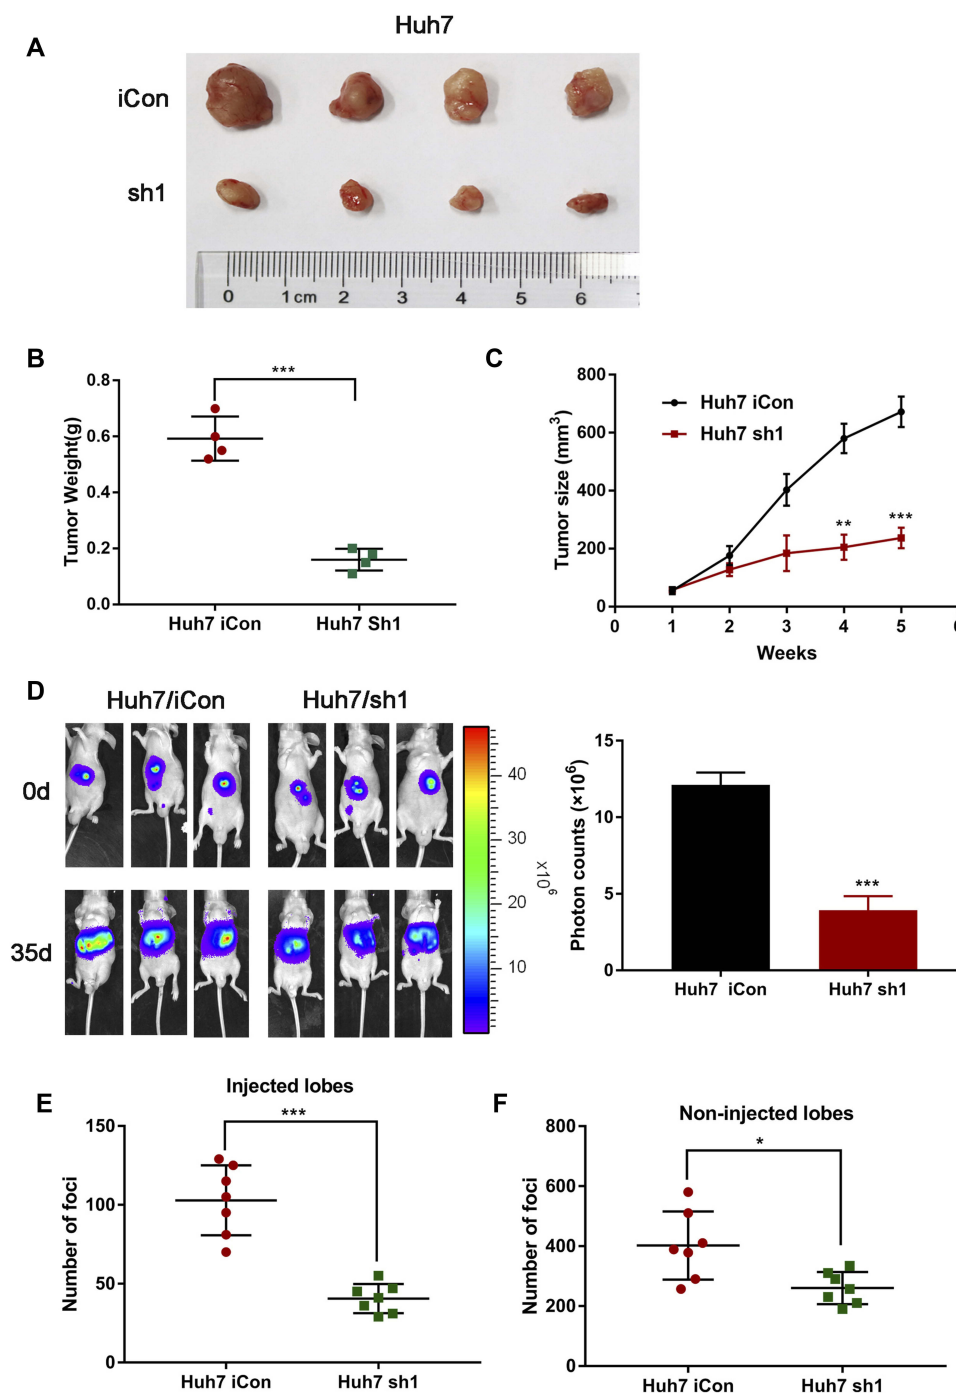 Huh7
A
iCon
sh1
0 1 cm 2 3 4 5 6
B
Tumor Weight(g)
0.8
0.6
0.4
0.2
0.0
***
Huh7 iCon Huh7 Sh1
C
Tumor size (mm³)
800
600
400
200
0
Huh7 iCon
Huh7 sh1
**
***
0 1 2 3 4 5 6
Weeks
D
Huh7/iCon Huh7/sh1
0d
35d
40
30
20
10
x10⁶
Photon counts (×10⁶)
15
10
5
0
***
Huh7 iCon Huh7 sh1
E
Injected lobes
***
Number of foci
150
100
50
0
Huh7 iCon Huh7 sh1
F
Non-injected lobes
*
Number of foci
800
600
400
200
0
Huh7 iCon Huh7 sh1